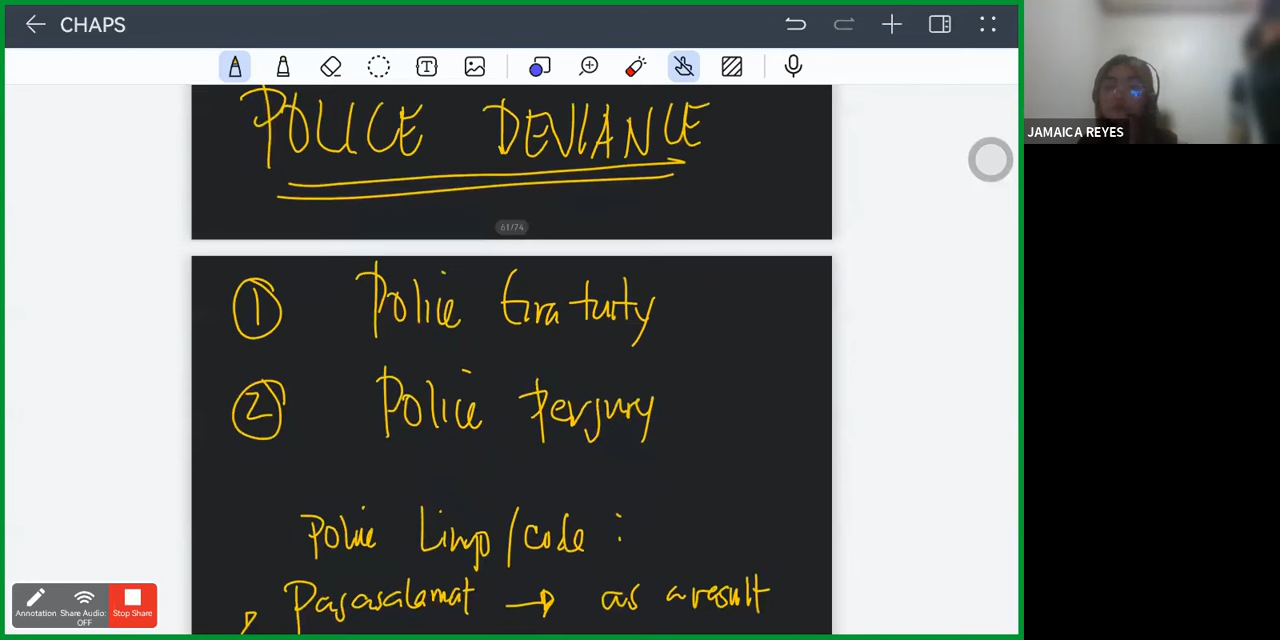 CHAPS
JAMAICA REYES
POLICE DEVIANCE
61/74
1 Police Gratuity
2 Police Perjury
Police Lingo/code :
Pagasalamat → as a result
Annotation Share Audio: OFF Stop Share